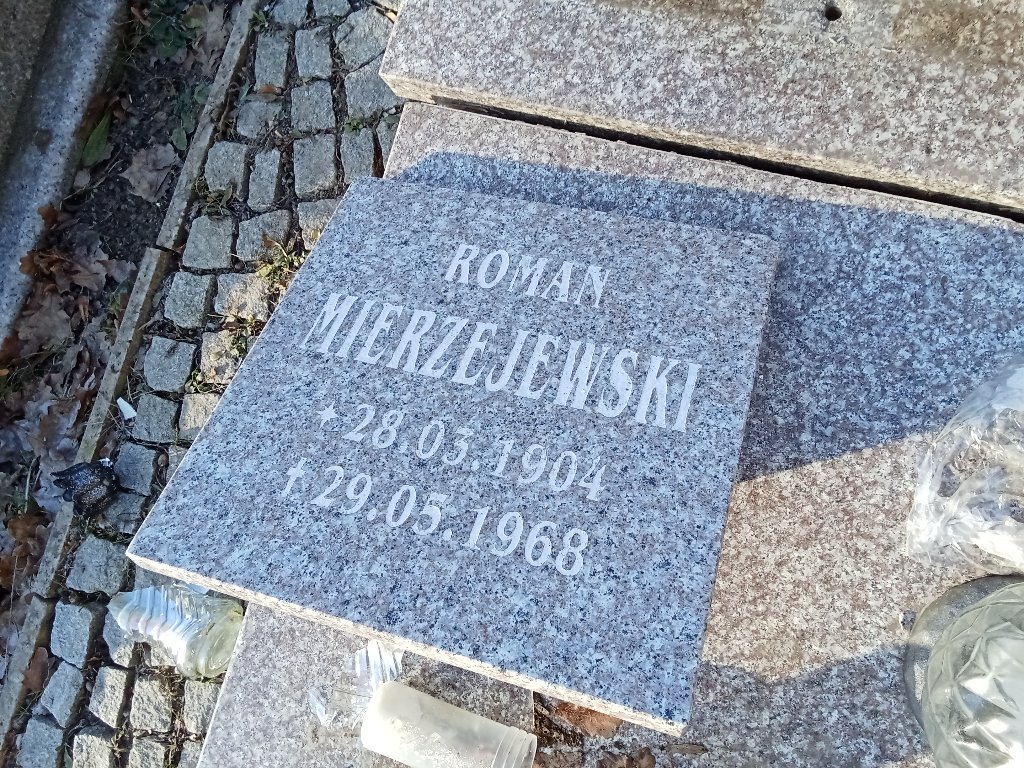 ROMAN
MIERZEJEWSKI
✦ 28.03.1904
✝ 29.05.1968